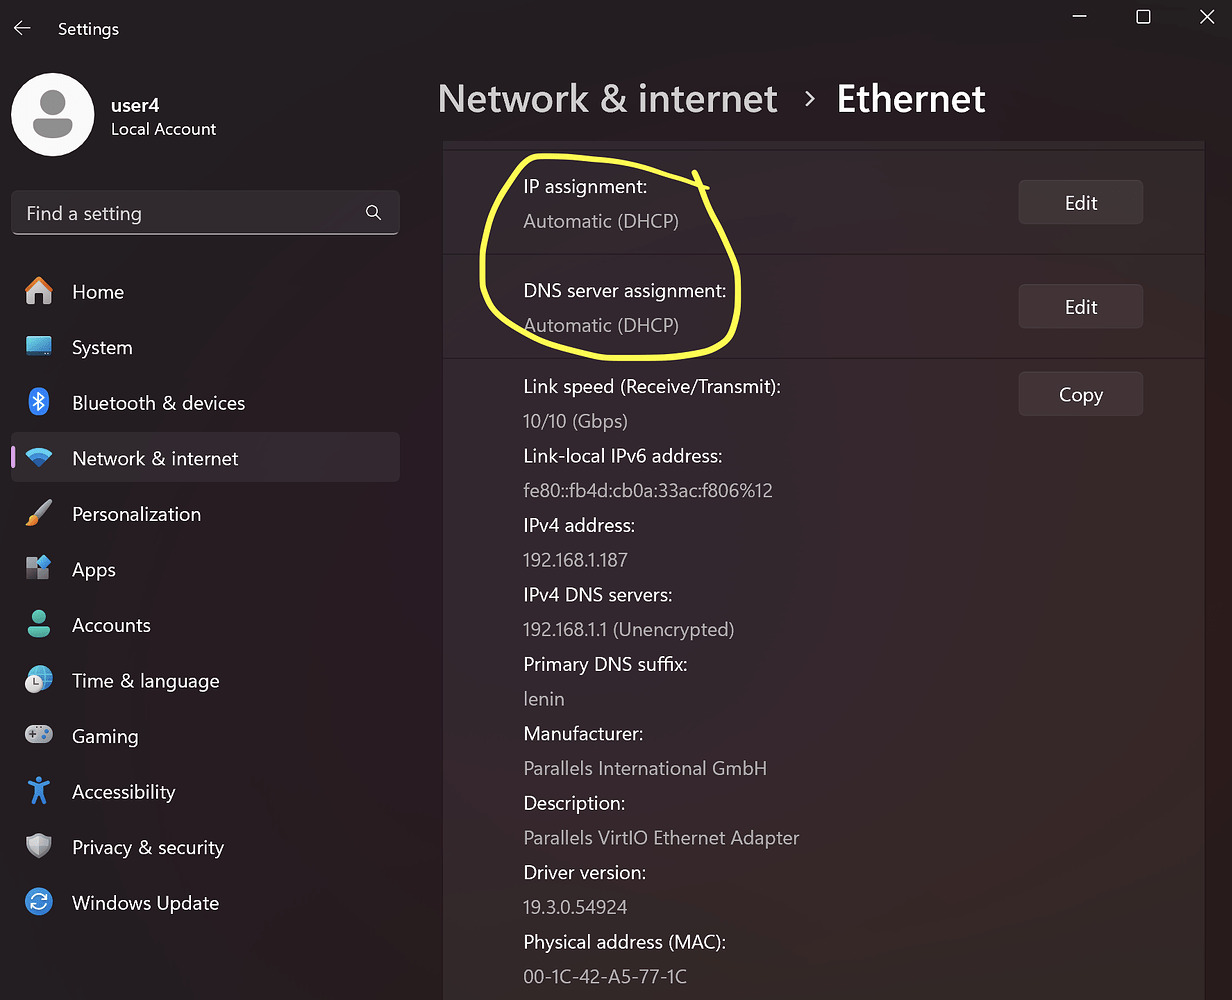 Settings
user4
Local Account
Find a setting
Home
System
Bluetooth & devices
Network & internet
Personalization
Apps
Accounts
Time & language
Gaming
Accessibility
Privacy & security
Windows Update
Network & internet > Ethernet
IP assignment:
Automatic (DHCP)
Edit
DNS server assignment:
Automatic (DHCP)
Edit
Link speed (Receive/Transmit):
Copy
10/10 (Gbps)
Link-local IPv6 address:
fe80::fb4d:cb0a:33ac:f806%12
IPv4 address:
192.168.1.187
IPv4 DNS servers:
192.168.1.1 (Unencrypted)
Primary DNS suffix:
lenin
Manufacturer:
Parallels International GmbH
Description:
Parallels VirtIO Ethernet Adapter
Driver version:
19.3.0.54924
Physical address (MAC):
00-1C-42-A5-77-1C